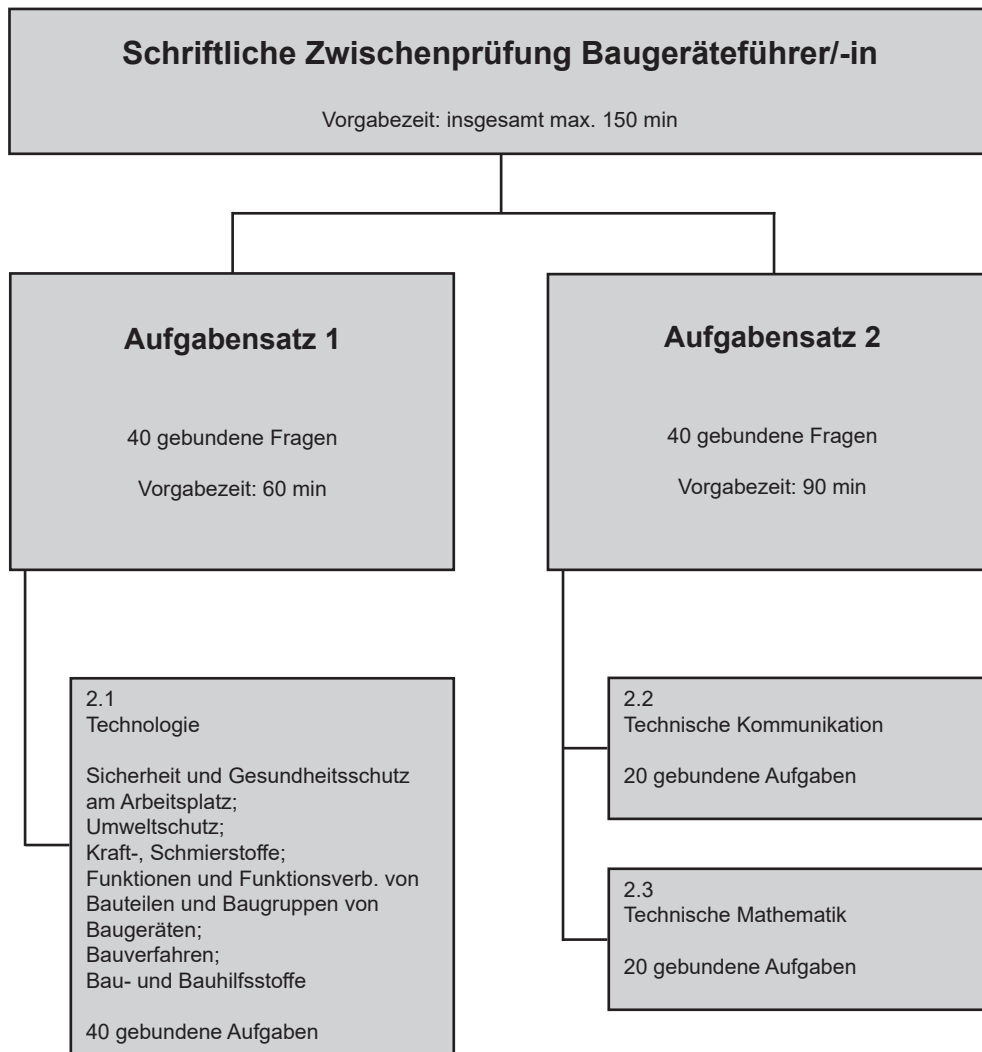 Schriftliche Zwischenprüfung Baugeräteführer/-in
Vorgabezeit: insgesamt max. 150 min
Aufgabensatz 1
40 gebundene Fragen
Vorgabezeit: 60 min
Aufgabensatz 2
40 gebundene Fragen
Vorgabezeit: 90 min
2.1
Technologie
Sicherheit und Gesundheitsschutz
am Arbeitsplatz;
Umweltschutz;
Kraft-, Schmierstoffe;
Funktionen und Funktionsverb. von
Bauteilen und Baugruppen von
Baugeräten;
Bauverfahren;
Bau- und Bauhilfsstoffe
40 gebundene Aufgaben
2.2
Technische Kommunikation
20 gebundene Aufgaben
2.3
Technische Mathematik
20 gebundene Aufgaben